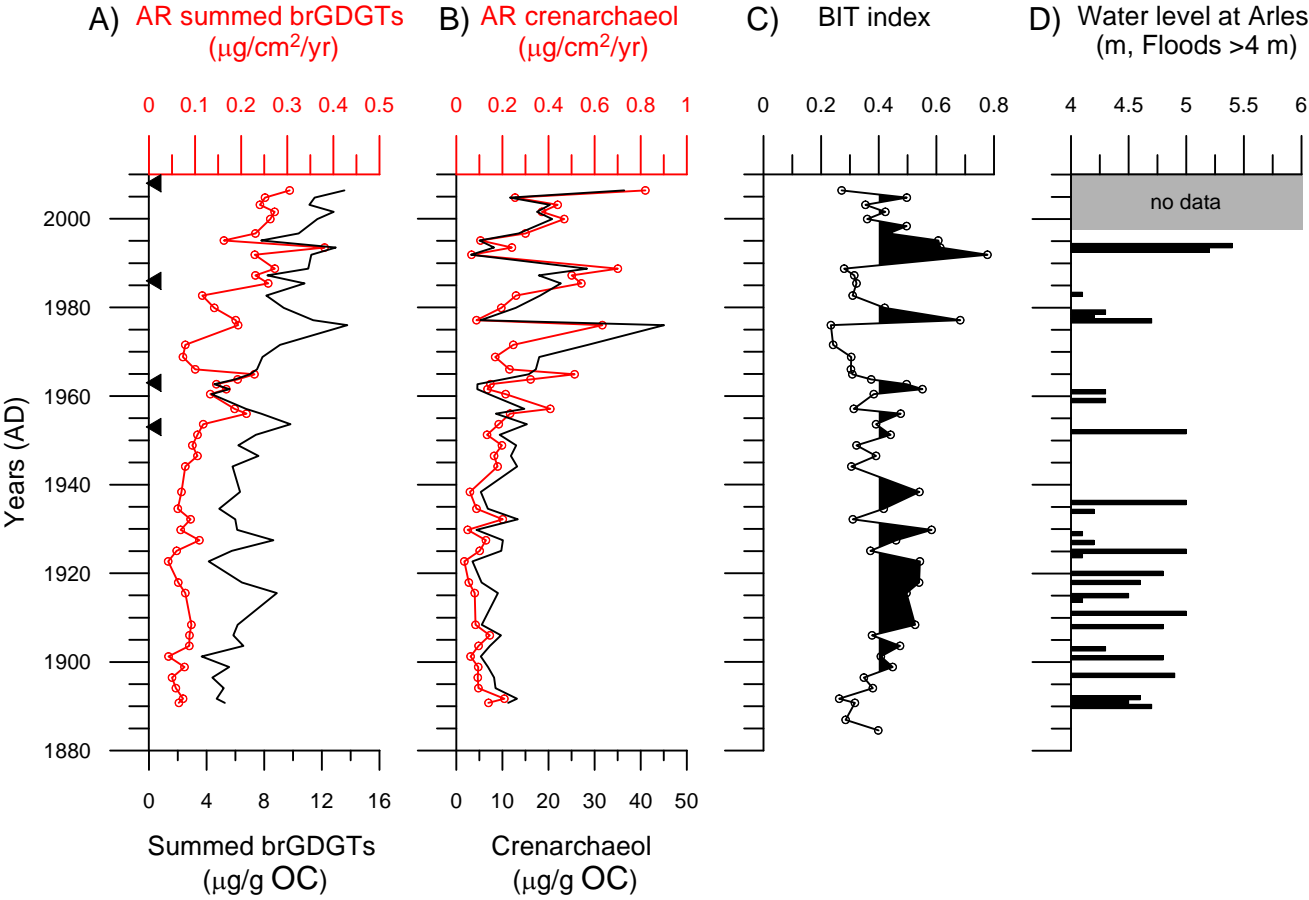 A) AR summed brGDGTs
(μg/cm²/yr)
B) AR crenarchaeol
(μg/cm²/yr)
C) BIT index
D) Water level at Arles
(m, Floods >4 m)
0 0.1 0.2 0.3 0.4 0.5
0 0.2 0.4 0.6 0.8 1
0 0.2 0.4 0.6 0.8
4 4.5 5 5.5 6
no data
Years (AD)
2000
1980
1960
1940
1920
1900
1880
0 4 8 12 16
0 10 20 30 40 50
Summed brGDGTs
(μg/g OC)
Crenarchaeol
(μg/g OC)